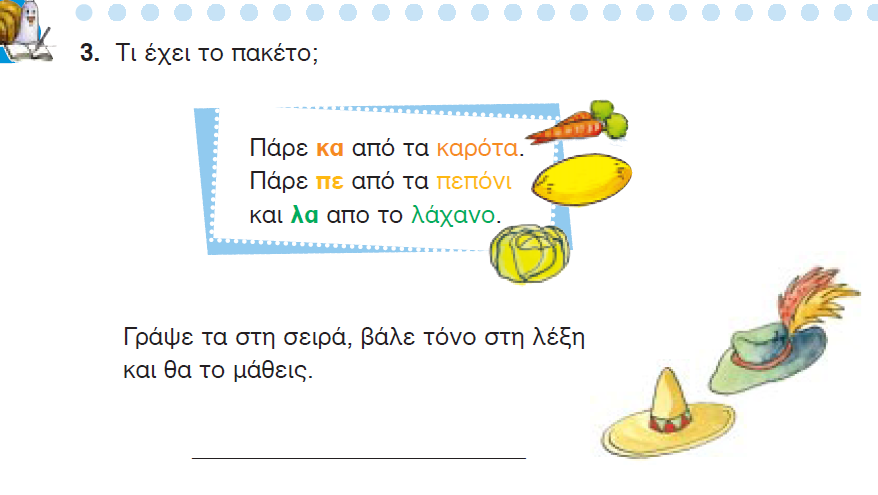 3. Τι έχει το πακέτο;
Πάρε κα από τα καρότα.
Πάρε πε από τα πεπόνι
και λα απο το λάχανο.
Γράψε τα στη σειρά, βάλε τόνο στη λέξη
και θα το μάθεις.